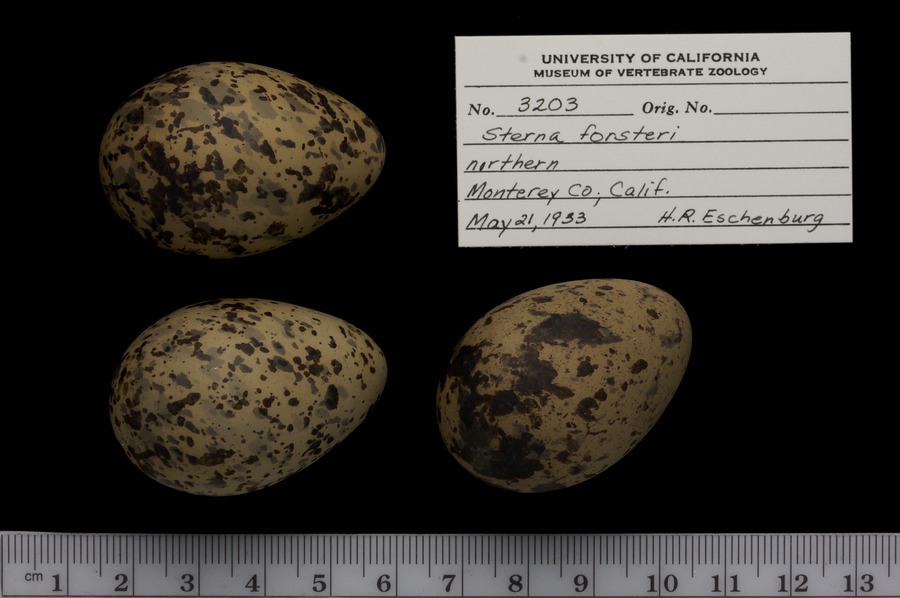 UNIVERSITY OF CALIFORNIA
MUSEUM OF VERTEBRATE ZOOLOGY
No. 3203 Orig. No.
Sterna forsteri
northern
Monterey Co; Calif.
May 21, 1933 H.R. Eschenburg
cm 1 2 3 4 5 6 7 8 9 10 11 12 13